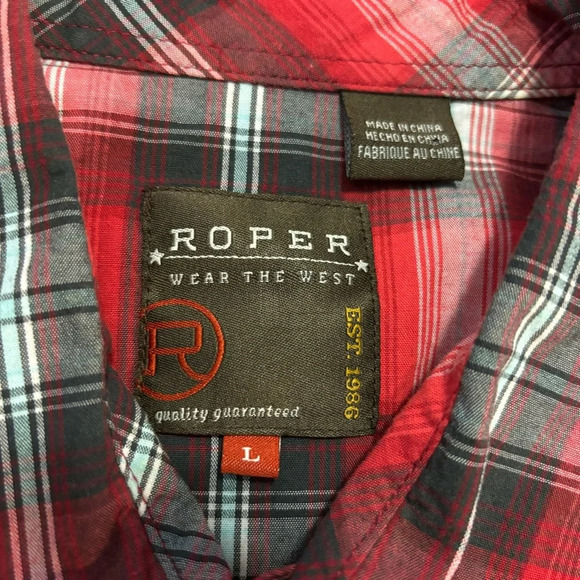 MADE IN CHINA
HECHO EN CHINA
FABRIQUE AU CHINE
ROPER
WEAR THE WEST
R
EST. 1986
quality guaranteed
L